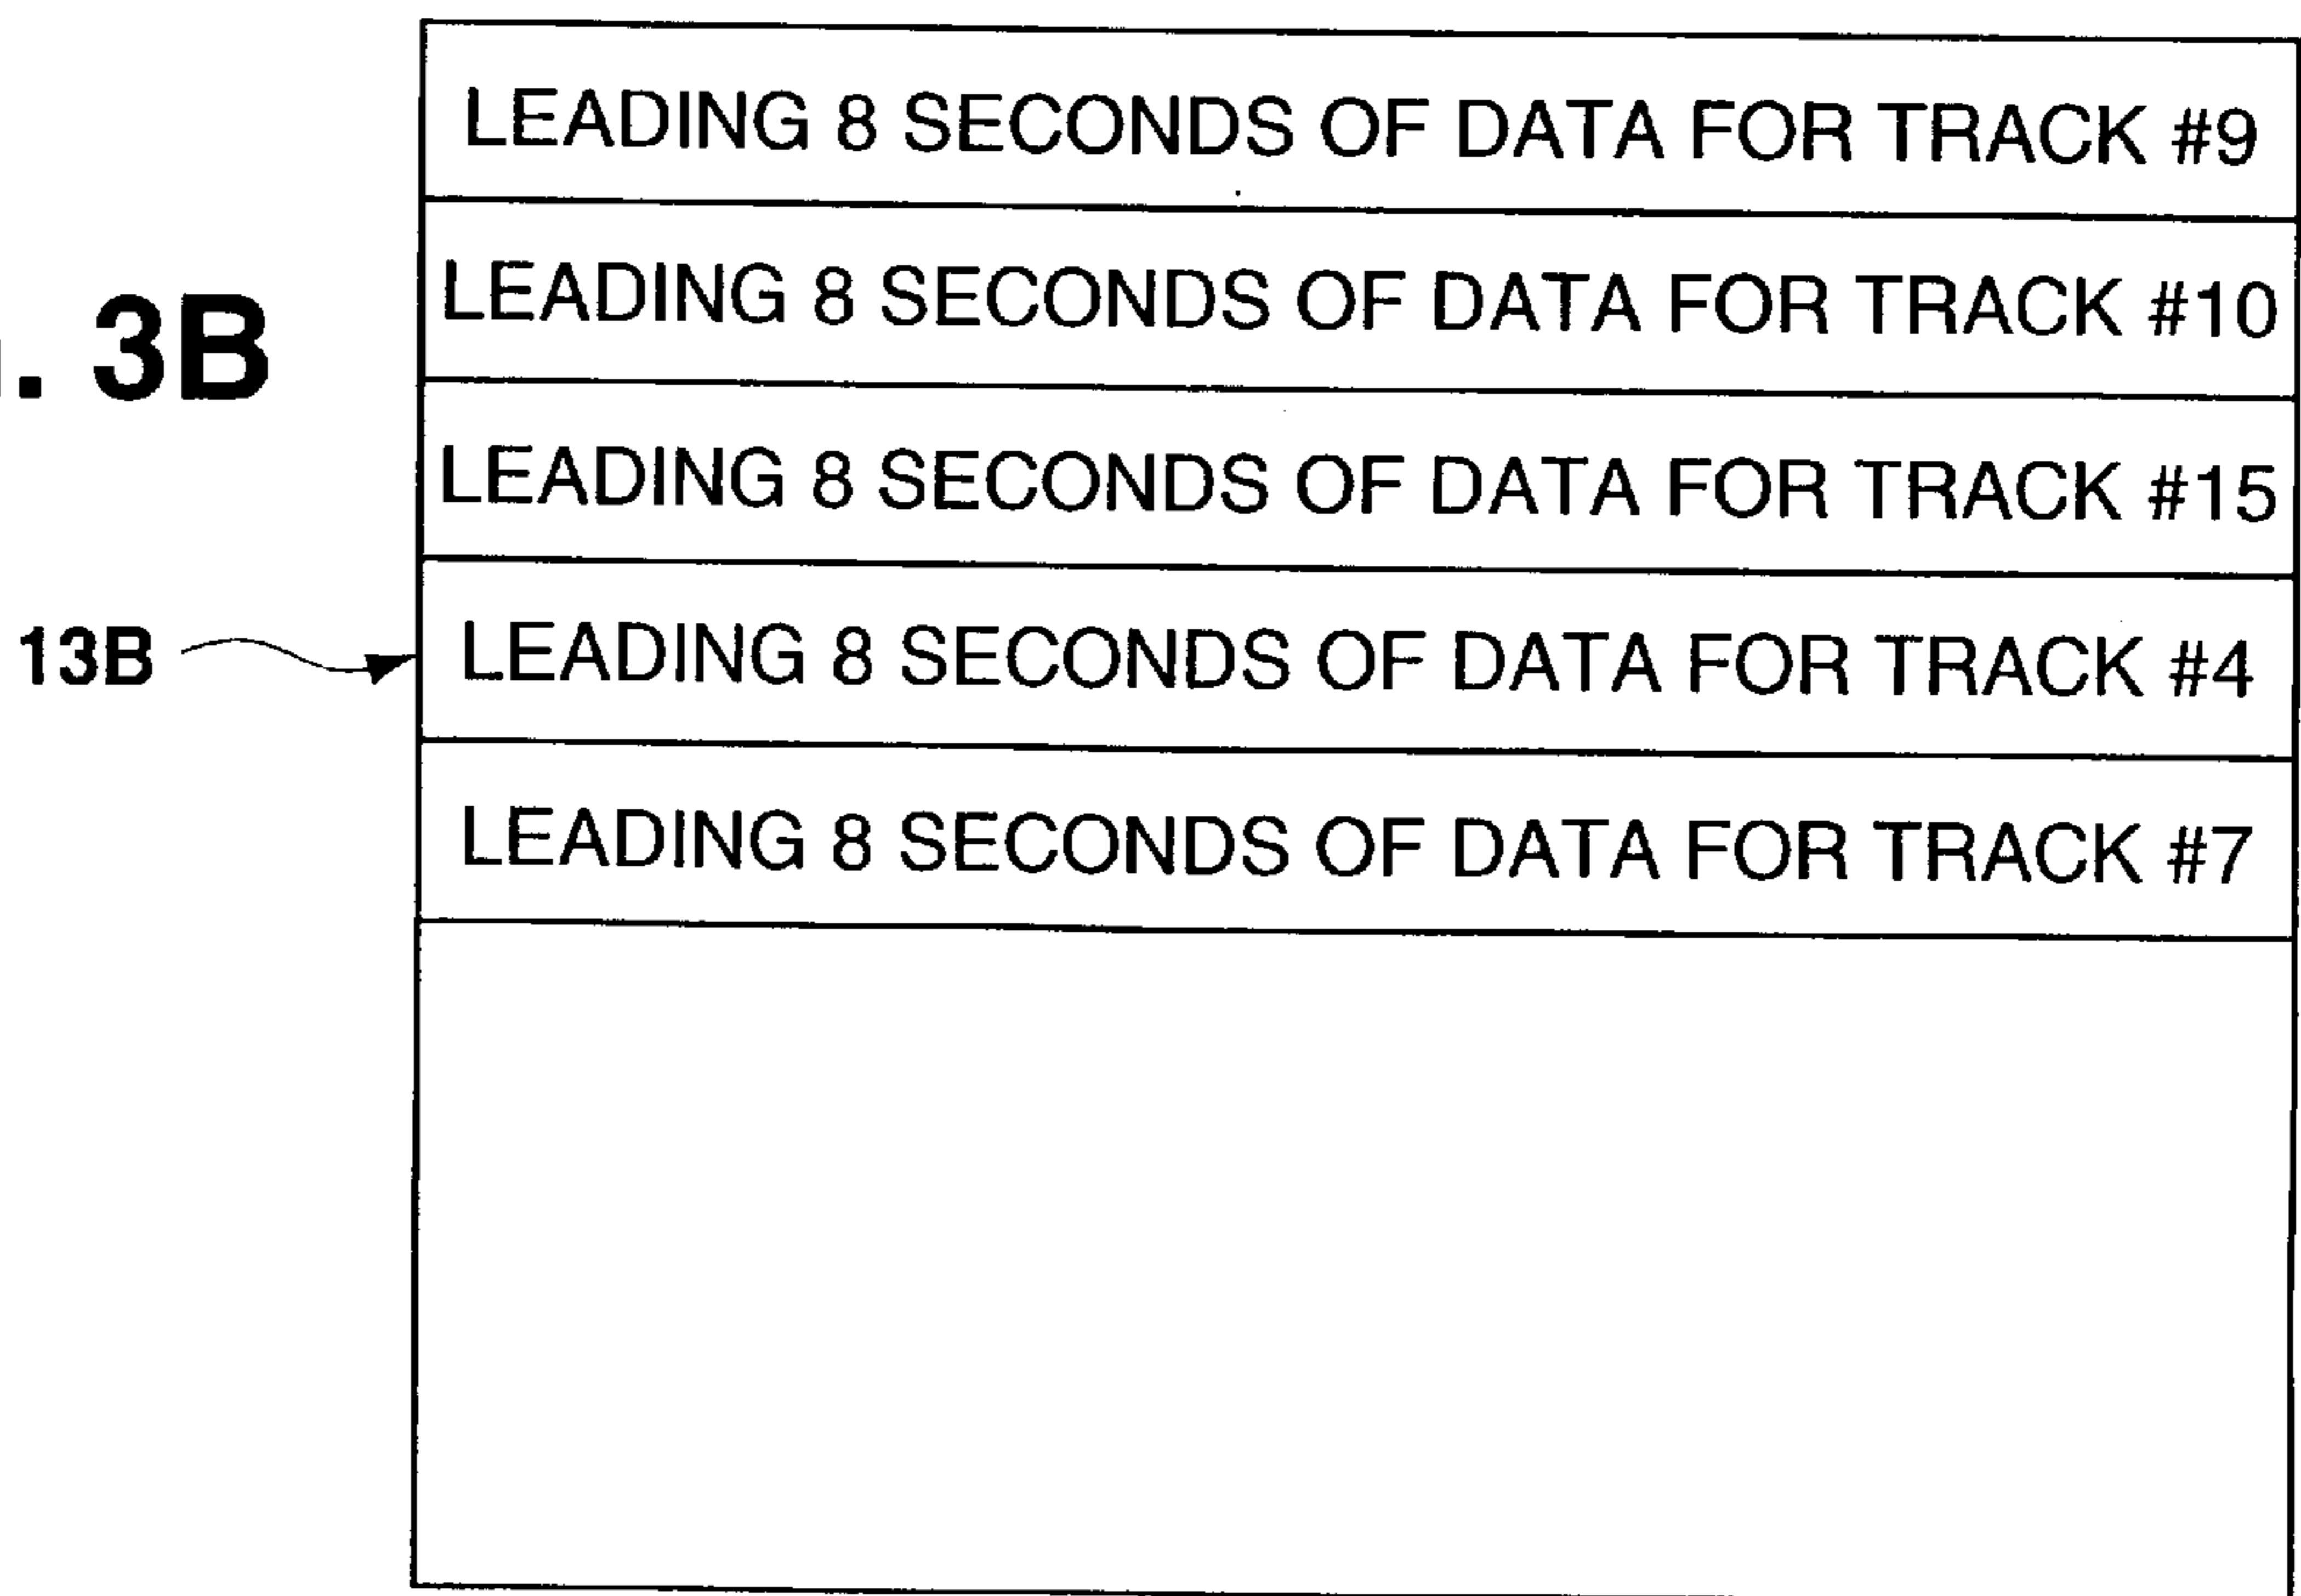 LEADING 8 SECONDS OF DATA FOR TRACK #9
LEADING 8 SECONDS OF DATA FOR TRACK #10
. 3B
LEADING 8 SECONDS OF DATA FOR TRACK #15
13B
LEADING 8 SECONDS OF DATA FOR TRACK #4
LEADING 8 SECONDS OF DATA FOR TRACK #7